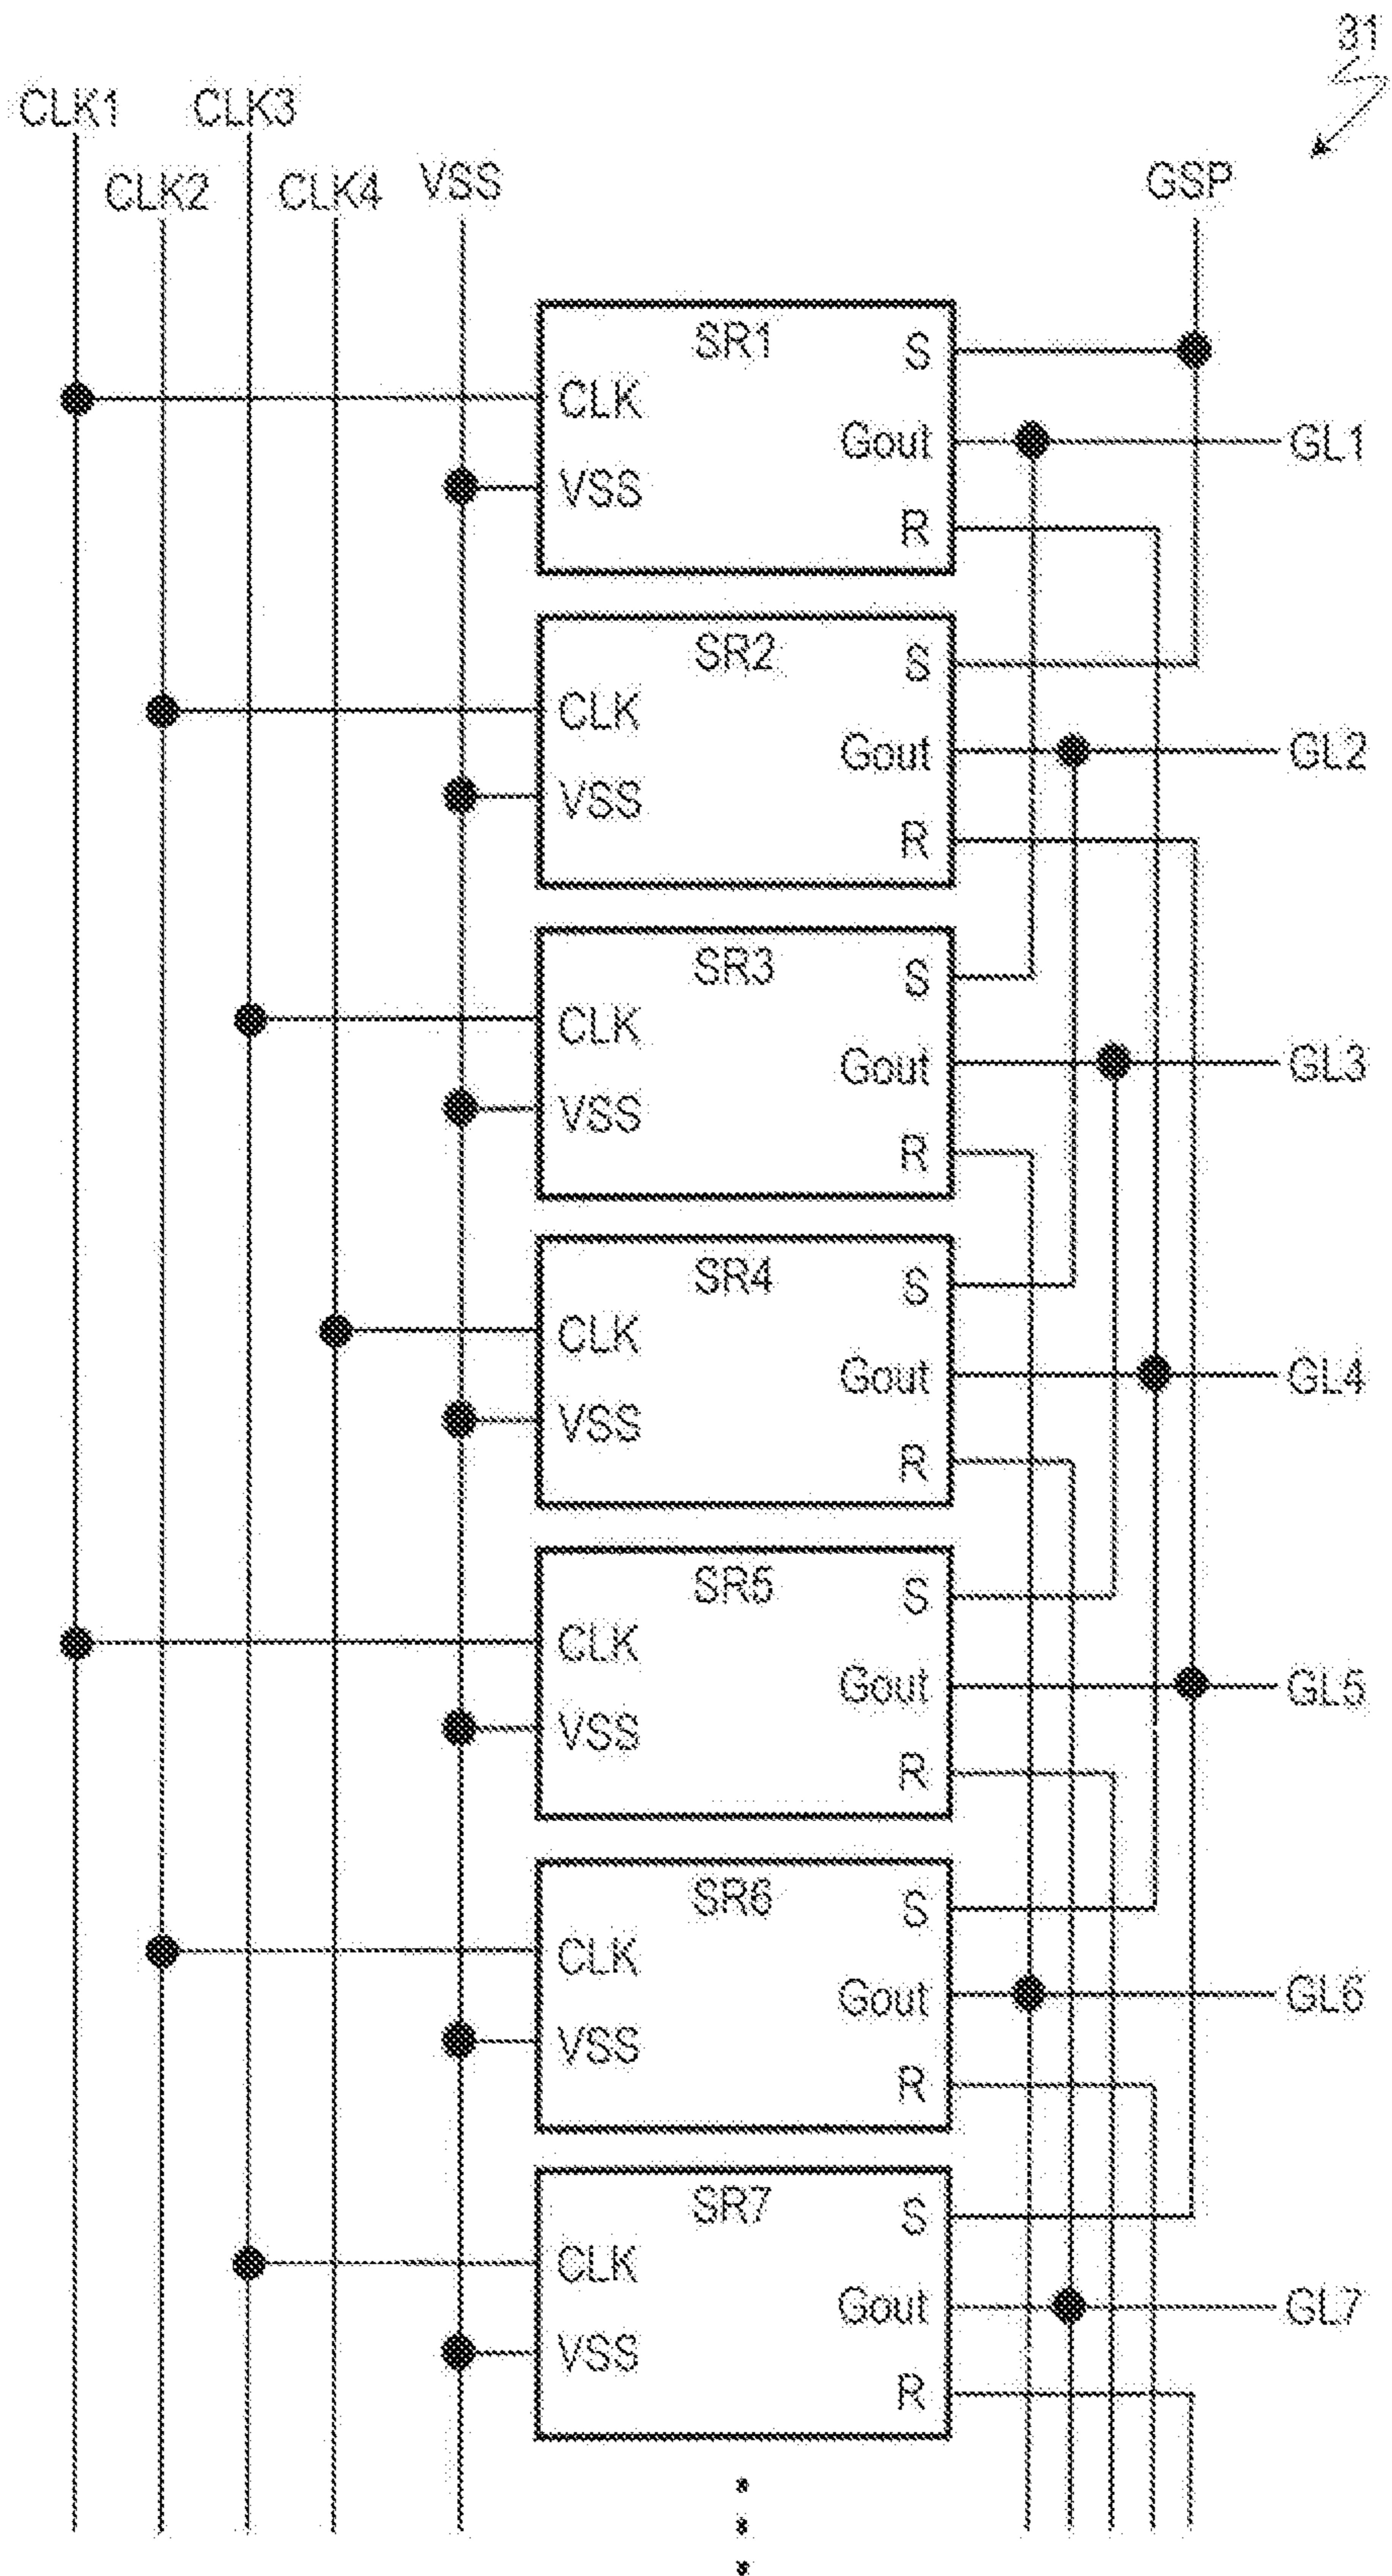 31
CLK1 CLK3
CLK2 CLK4 VSS GSP
SR1
S
CLK
Gout GL1
VSS
R
SR2
S
CLK
Gout GL2
VSS
R
SR3
S
CLK
Gout GL3
VSS
R
SR4
S
CLK
Gout GL4
VSS
R
SR5
S
CLK
Gout GL5
VSS
R
SR6
S
CLK
Gout GL6
VSS
R
SR7
S
CLK
Gout GL7
VSS
R